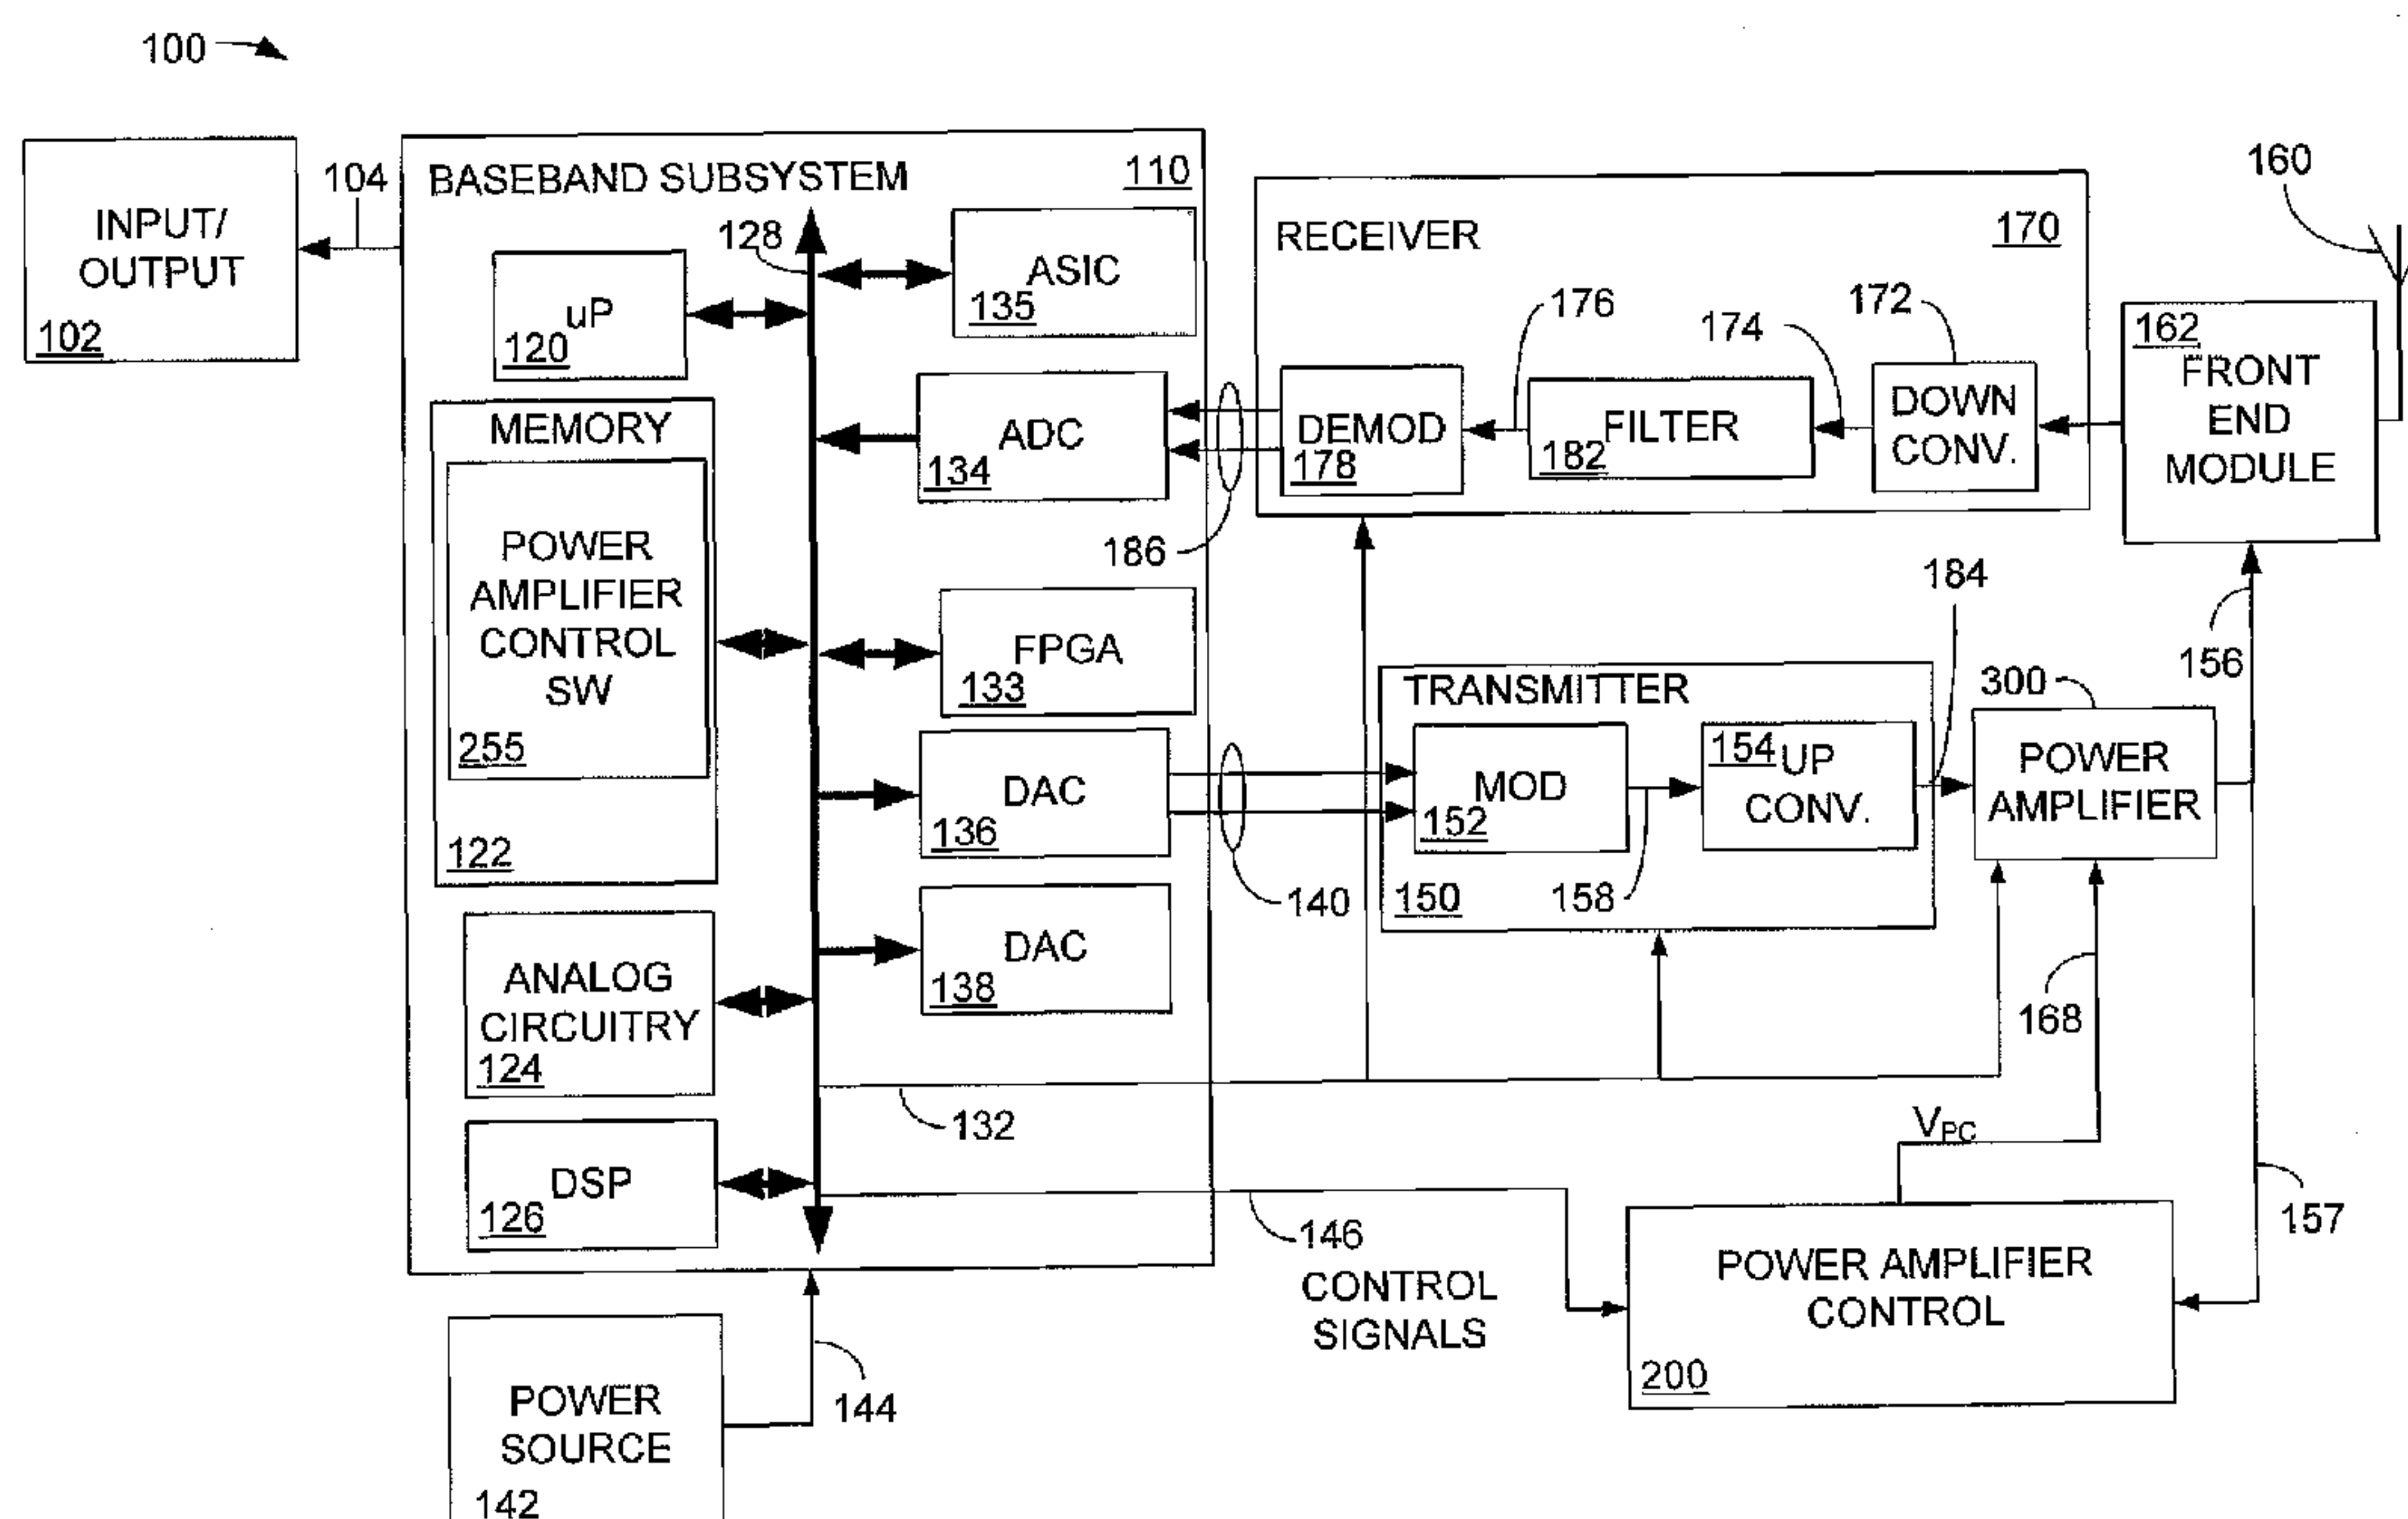 100
INPUT/
OUTPUT
102
104
BASEBAND SUBSYSTEM
110
128
uP
120
ASIC
135
MEMORY
POWER
AMPLIFIER
CONTROL
SW
255
122
ADC
134
FPGA
133
DAC
136
DAC
138
ANALOG
CIRCUITRY
124
DSP
126
132
146
CONTROL
SIGNALS
POWER
SOURCE
142
144
186
140
RECEIVER
170
DEMOD
178
176
FILTER
182
174
172
DOWN
CONV.
160
162
FRONT
END
MODULE
156
TRANSMITTER
MOD
152
158
154
UP
CONV.
150
184
300
POWER
AMPLIFIER
168
VPC
157
POWER AMPLIFIER
CONTROL
200